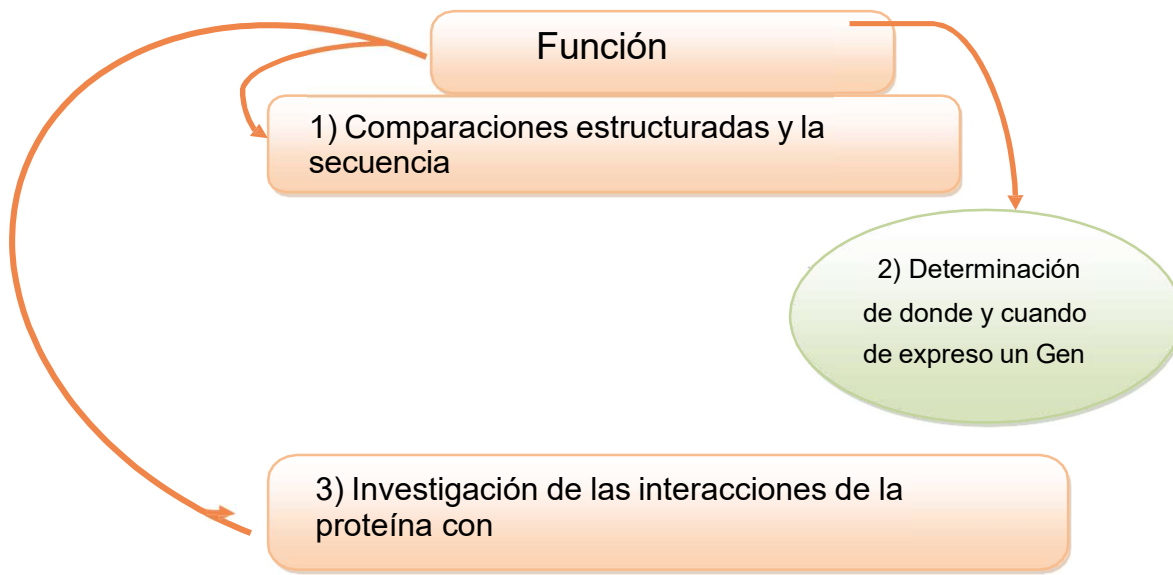 Función
1) Comparaciones estructuradas y la
secuencia
2) Determinación
de donde y cuando
de expreso un Gen
3) Investigación de las interacciones de la
proteína con